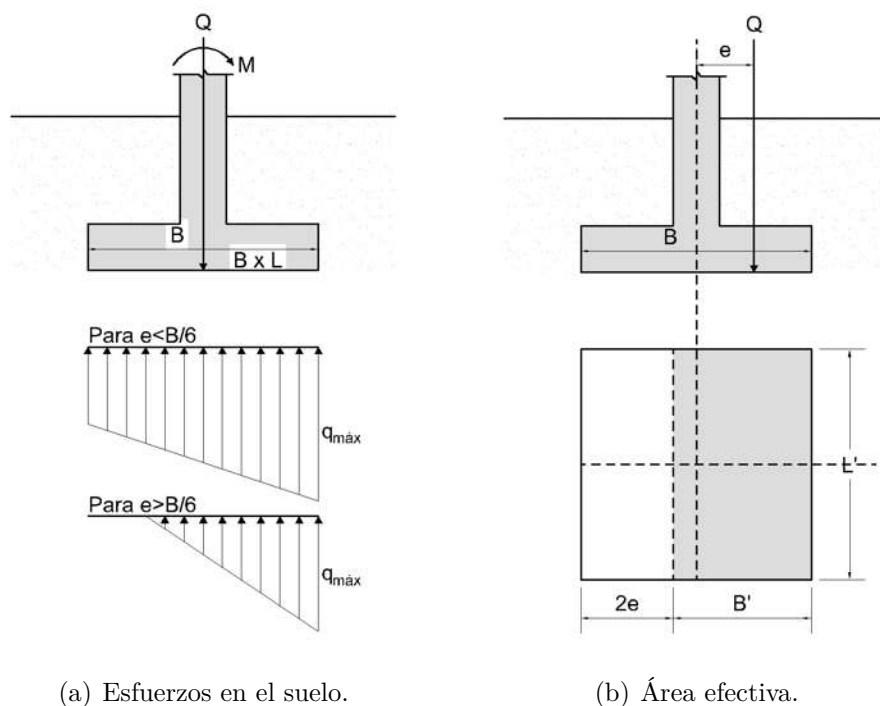 Q
M
B
B x L
Para e<B/6
qmáx
Para e>B/6
qmáx
(a) Esfuerzos en el suelo.
Q
e
B
L'
2e
B'
(b) Área efectiva.